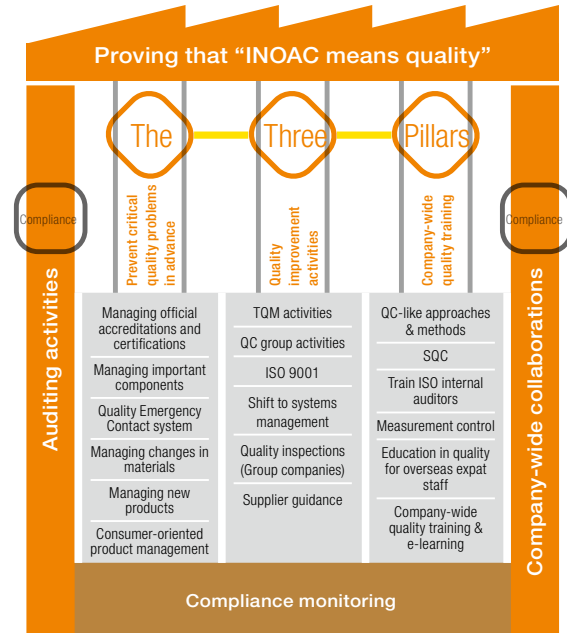 Proving that “INOAC means quality”
The
Three
Pillars
Compliance
Compliance
Auditing activities
Prevent critical
quality problems
in advance
Quality
improvement
activities
Company-wide
quality training
Company-wide collaborations
Managing official
accreditations and
certifications
Managing important
components
Quality Emergency
Contact system
Managing changes in
materials
Managing new
products
Consumer-oriented
product management
TQM activities
QC group activities
ISO 9001
Shift to systems
management
Quality inspections
(Group companies)
Supplier guidance
QC-like approaches
& methods
SQC
Train ISO internal
auditors
Measurement control
Education in quality
for overseas expat
staff
Company-wide
quality training &
e-learning
Compliance monitoring